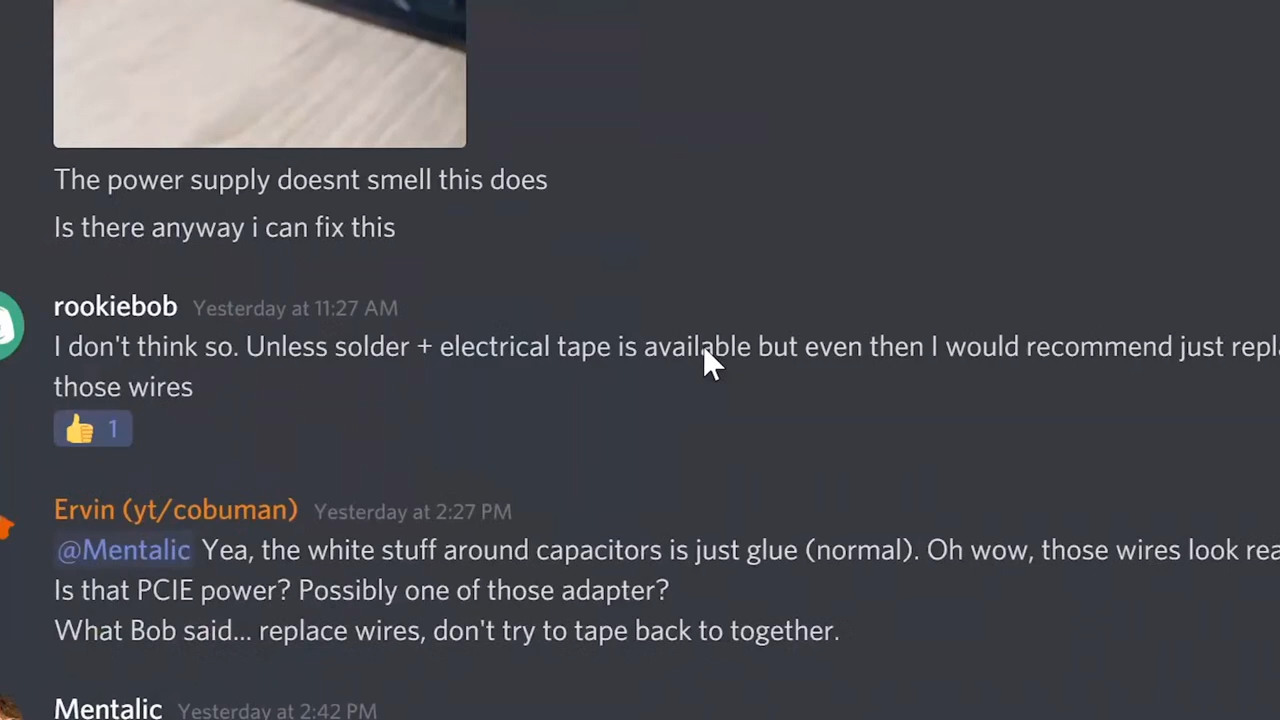 The power supply doesnt smell this does
Is there anyway i can fix this
rookiebob Yesterday at 11:27 AM
I don't think so. Unless solder + electrical tape is available but even then I would recommend just
those wires
👍 1
Ervin (yt/cobuman) Yesterday at 2:27 PM
@Mentalic Yea, the white stuff around capacitors is just glue (normal). Oh wow, those wires look
Is that PCIE power? Possibly one of those adapter?
What Bob said... replace wires, don't try to tape back to together.
Mentalic Yesterday at 2:42 PM